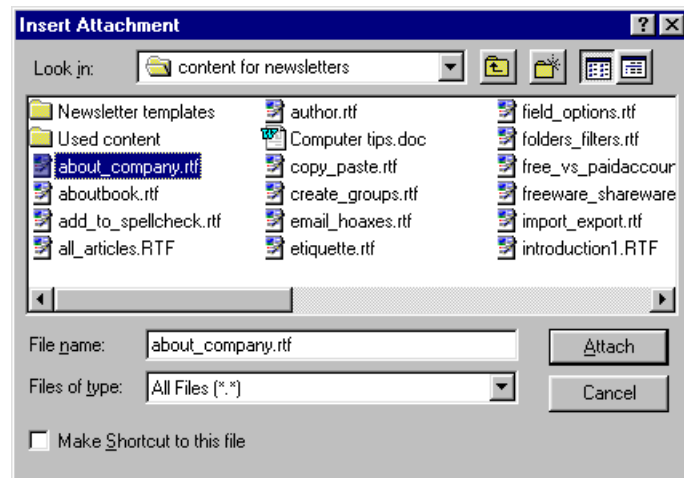 Insert Attachment
Look in: content for newsletters
Newsletter templates author.rtf field_options.rtf
Used content Computer tips.doc folders_filters.rtf
about_company.rtf copy_paste.rtf free_vs_paidaccour
aboutbook.rtf create_groups.rtf freeware_shareware
add_to_spellcheck.rtf email_hoaxes.rtf import_export.rtf
all_articles.RTF etiquette.rtf introduction1.RTF
File name: about_company.rtf Attach
Files of type: All Files (*.*) Cancel
Make Shortcut to this file